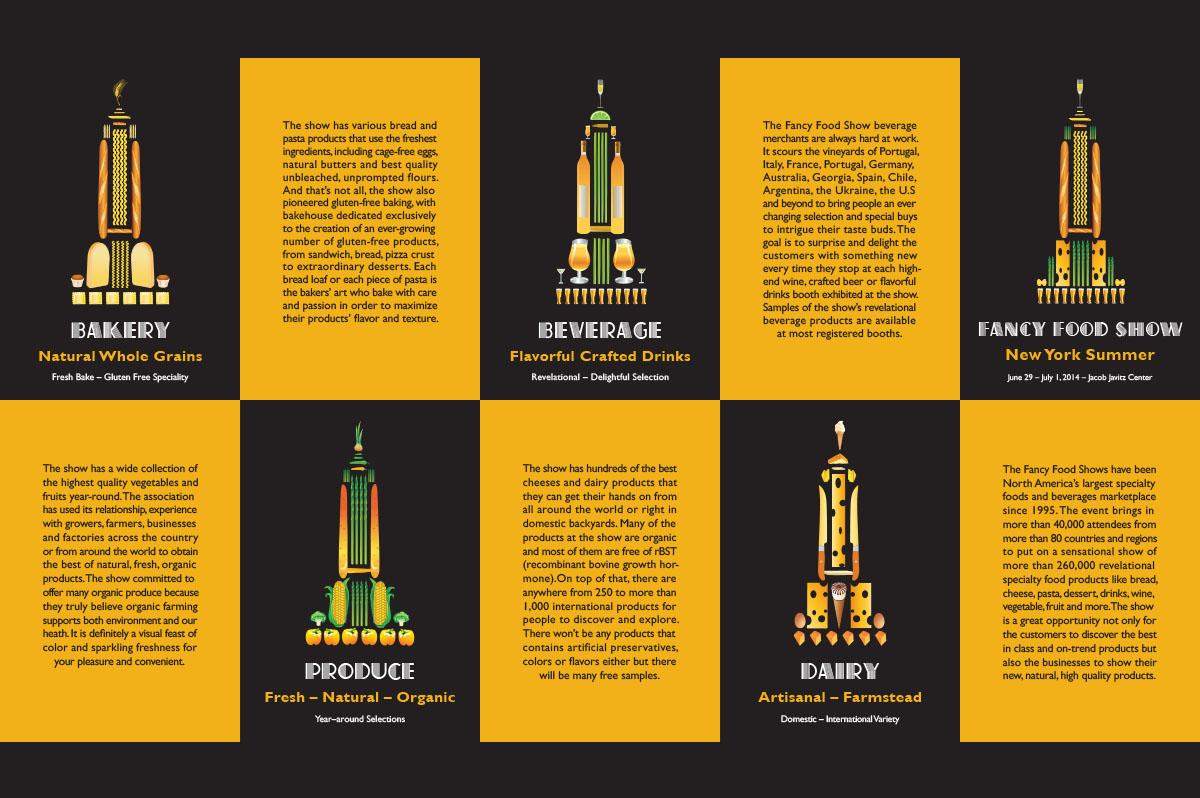 BAKERY
Natural Whole Grains
Fresh Bake – Gluten Free Speciality
The show has various bread and
pasta products that use the freshest
ingredients, including cage-free eggs,
natural butters and best quality
unbleached, unprompted flours.
And that's not all, the show also
pioneered gluten-free baking, with
bakehouse dedicated exclusively
to the creation of an ever-growing
number of gluten-free products,
from sandwich, bread, pizza crust
to extraordinary desserts. Each
bread loaf or each piece of pasta is
the bakers' art who bake with care
and passion in order to maximize
their products' flavor and texture.
BEVERAGE
Flavorful Crafted Drinks
Revelational – Delightful Selection
The Fancy Food Show beverage
merchants are always hard at work.
It scours the vineyards of Portugal,
Italy, France, Portugal, Germany,
Australia, Georgia, Spain, Chile,
Argentina, the Ukraine, the U.S
and beyond to bring people an ever
changing selection and special buys
to intrigue their taste buds. The
goal is to surprise and delight the
customers with something new
every time they stop at each high-
end wine, crafted beer or flavorful
drinks booth exhibited at the show.
Samples of the show's revelational
beverage products are available
at most registered booths.
FANCY FOOD SHOW
New York Summer
June 29 – July 1, 2014 – Jacob Javitz Center
The show has a wide collection of
the highest quality vegetables and
fruits year-round.The association
has used its relationship, experience
with growers, farmers, businesses
and factories across the country
or from around the world to obtain
the best of natural, fresh, organic
products.The show committed to
offer many organic produce because
they truly believe organic farming
supports both environment and our
heath. It is definitely a visual feast of
color and sparkling freshness for
your pleasure and convenient.
PRODUCE
Fresh – Natural – Organic
Year–around Selections
The show has hundreds of the best
cheeses and dairy products that
they can get their hands on from
all around the world or right in
domestic backyards. Many of the
products at the show are organic
and most of them are free of rBST
(recombinant bovine growth hor-
mone).On top of that, there are
anywhere from 250 to more than
1,000 international products for
people to discover and explore.
There won't be any products that
contains artificial preservatives,
colors or flavors either but there
will be many free samples.
DAIRY
Artisanal – Farmstead
Domestic – International Variety
The Fancy Food Shows have been
North America's largest specialty
foods and beverages marketplace
since 1995. The event brings in
more than 40,000 attendees from
more than 80 countries and regions
to put on a sensational show of
more than 260,000 revelational
specialty food products like bread,
cheese, pasta, dessert, drinks, wine,
vegetable, fruit and more.The show
is a great opportunity not only for
the customers to discover the best
in class and on-trend products but
also the businesses to show their
new, natural, high quality products.